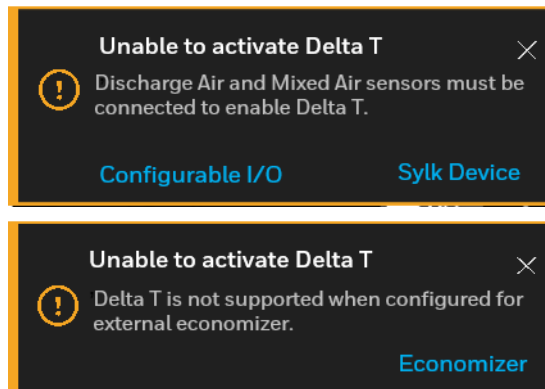 Unable to activate Delta T
Discharge Air and Mixed Air sensors must be
connected to enable Delta T.
Configurable I/O Sylk Device
Unable to activate Delta T
Delta T is not supported when configured for
external economizer.
Economizer